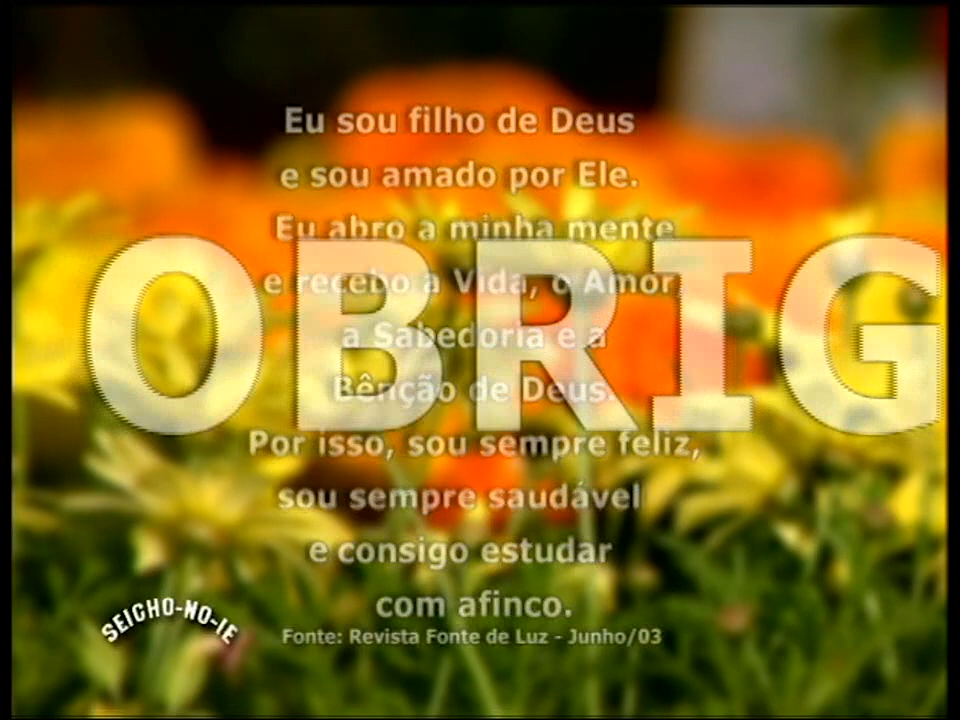 Eu sou filho de Deus
e sou amado por Ele.
Eu abro a minha mente
e recebo a Vida, o Amor
a Sabedoria e a
Bênção de Deus.
Por isso, sou sempre feliz,
sou sempre saudável
e consigo estudar
com afinco.
OBRIG
SEICHO-NO-IE
Fonte: Revista Fonte de Luz - Junho/03